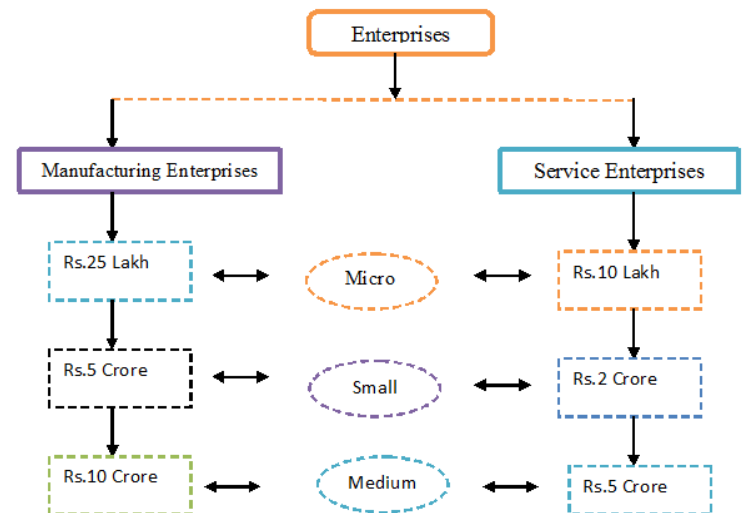 Enterprises
Manufacturing Enterprises
Service Enterprises
Rs.25 Lakh
Micro
Rs.10 Lakh
Rs.5 Crore
Small
Rs.2 Crore
Rs.10 Crore
Medium
Rs.5 Crore